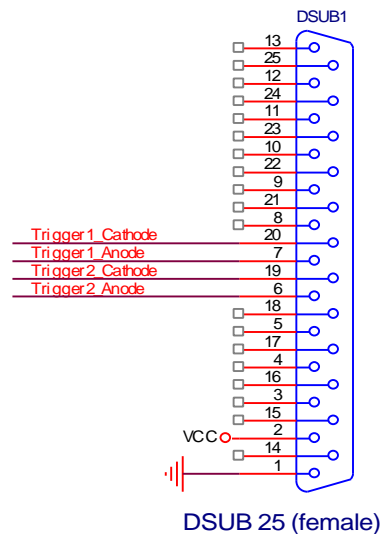 DSUB1
13
25
12
24
11
23
10
22
9
21
8
Trigger1_Cathode 20
Trigger1_Anode 7
Trigger2_Cathode 19
Trigger2_Anode 6
18
5
17
4
16
3
15
VCC 2
14
1
DSUB 25 (female)